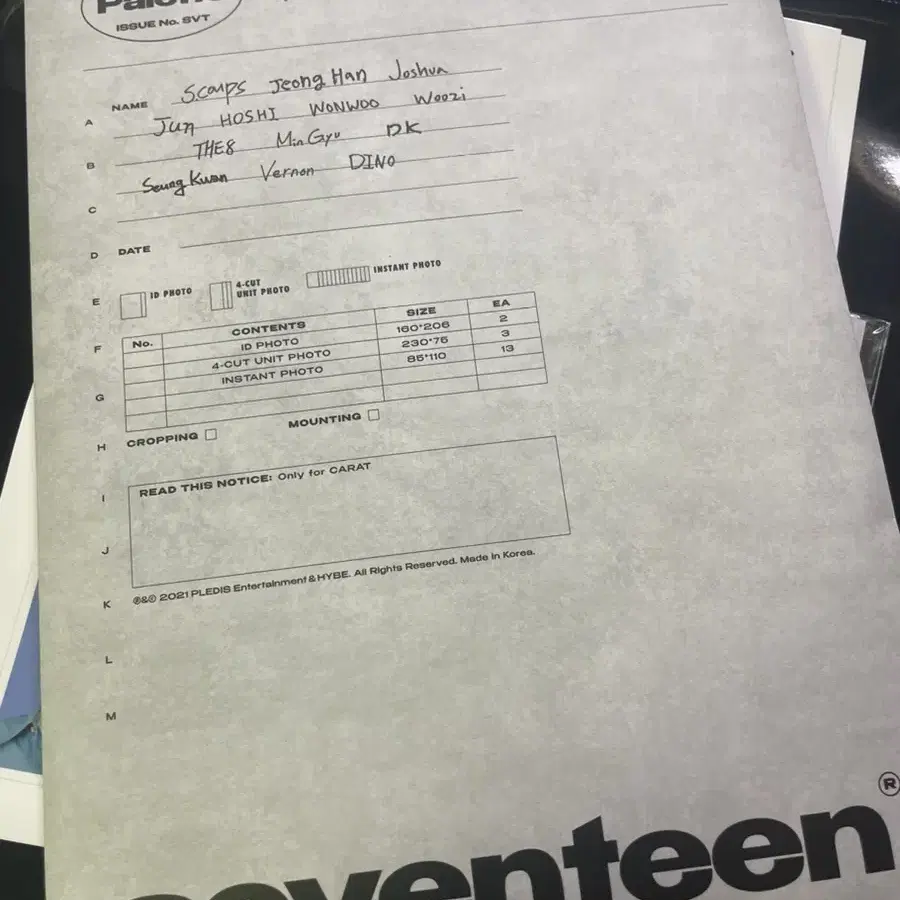 ISSUE No. SVT
NAME S.coups Jeong Han Joshua
A Jun HOSHI WONWOO Woozi
B THE8 MinGyu DK
C Seung Kwan Vernon DINO
D DATE
E ID PHOTO 4-CUT UNIT PHOTO INSTANT PHOTO
F No. CONTENTS SIZE EA
ID PHOTO 160*206 2
4-CUT UNIT PHOTO 230*76 3
INSTANT PHOTO 85*110 13
G
H CROPPING MOUNTING
I READ THIS NOTICE: Only for CARAT
J
K ℗&© 2021 PLEDIS Entertainment & HYBE. All Rights Reserved. Made in Korea.
L
M
seventeen ®